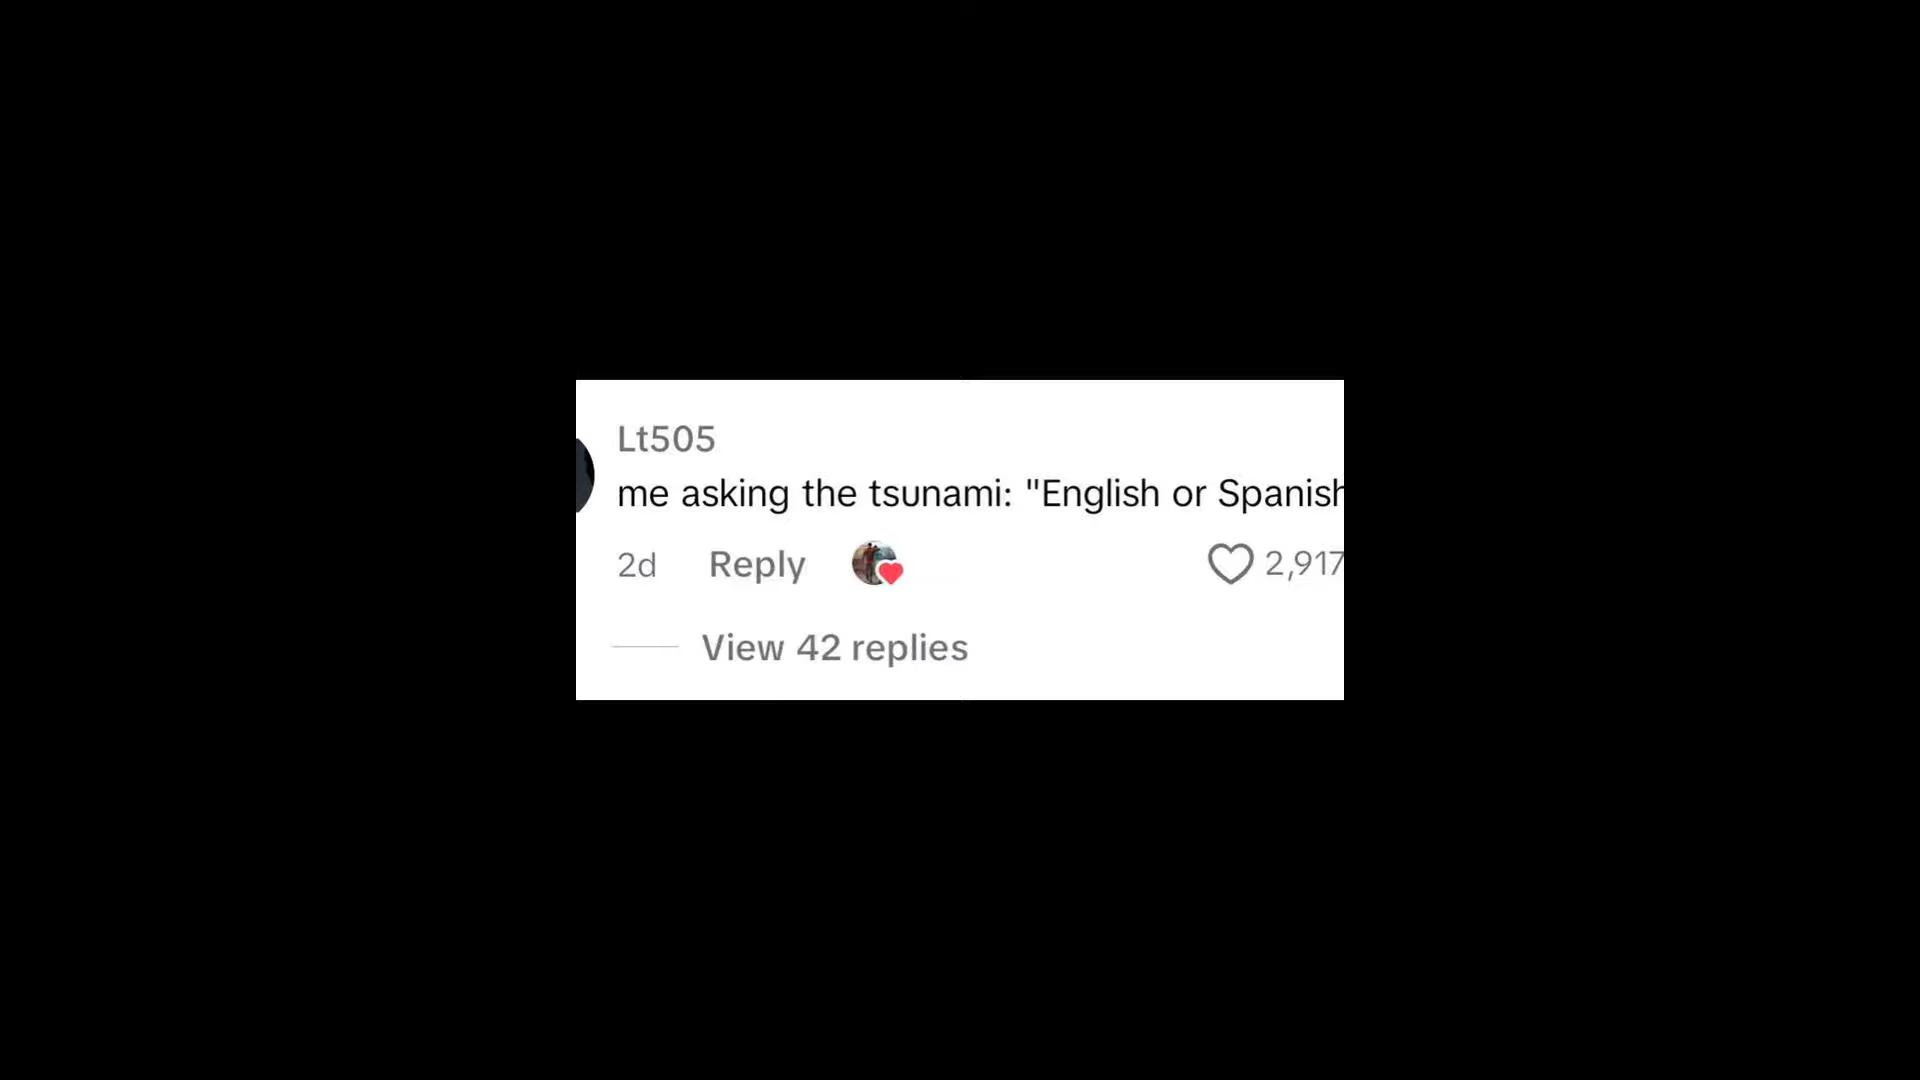 Lt505
me asking the tsunami: "English or Spanish
2d Reply 2,917
View 42 replies